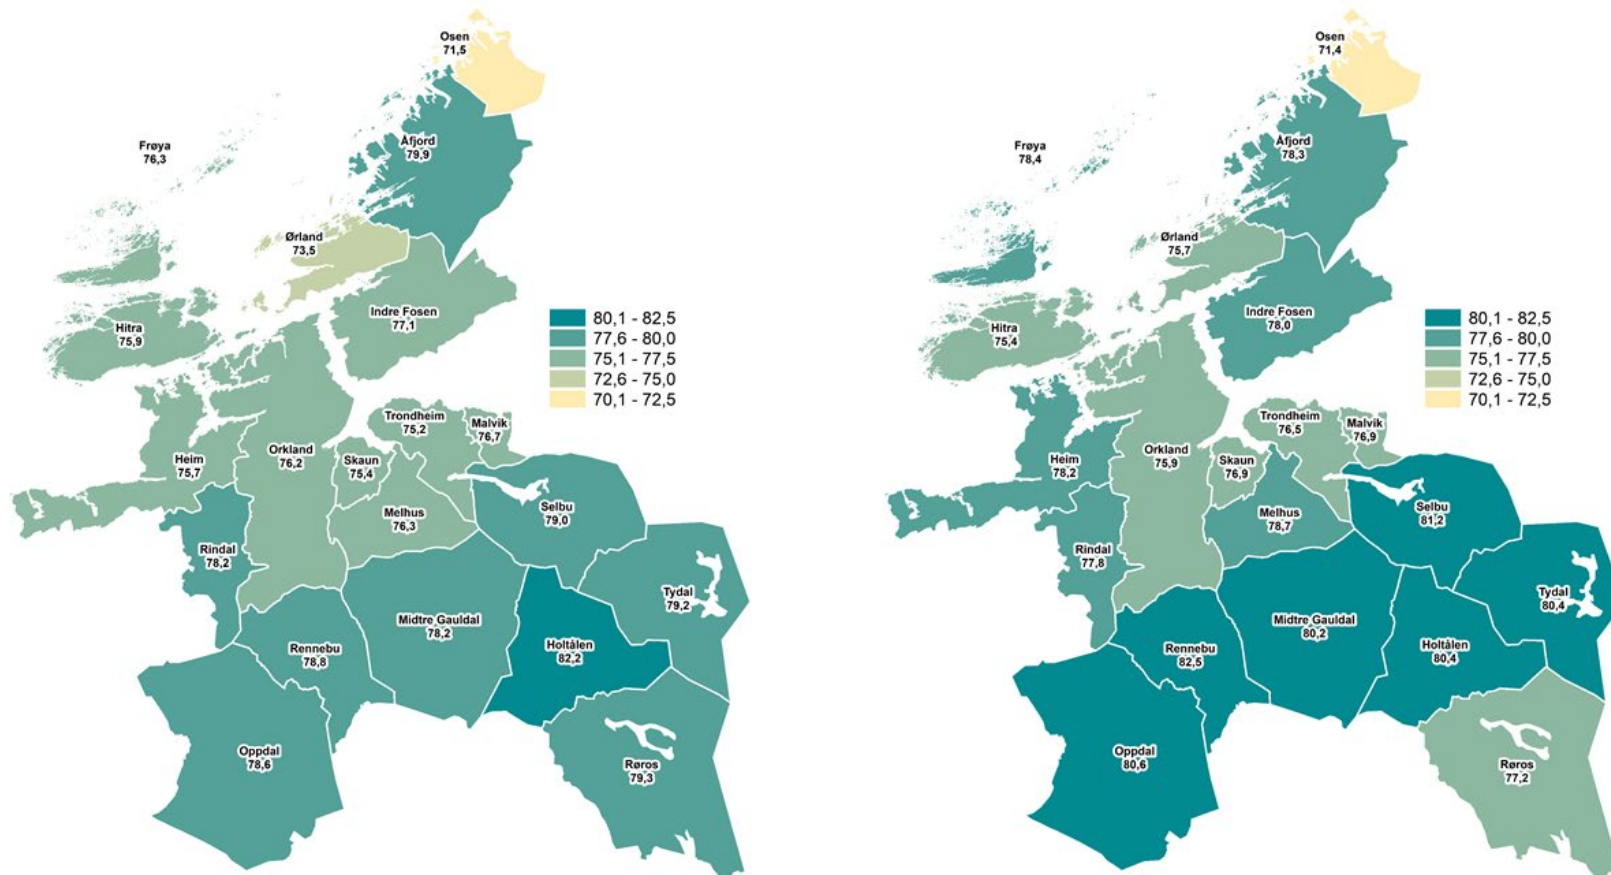 Osen
71,5
Åfjord
79,9
Frøya
76,3
Ørland
73,5
Indre Fosen
77,1
Hitra
75,9
80,1 - 82,5
77,6 - 80,0
75,1 - 77,5
72,6 - 75,0
70,1 - 72,5
Trondheim
75,2
Malvik
76,7
Orkland
76,2
Skaun
75,4
Heim
75,7
Melhus
76,3
Selbu
79,0
Rindal
78,2
Tydal
79,2
Midtre Gauldal
78,2
Holtålen
82,2
Rennebu
78,8
Oppdal
78,6
Røros
79,3
Osen
71,4
Åfjord
78,3
Frøya
78,4
Ørland
75,7
Indre Fosen
78,0
Hitra
75,4
80,1 - 82,5
77,6 - 80,0
75,1 - 77,5
72,6 - 75,0
70,1 - 72,5
Trondheim
76,5
Malvik
76,9
Orkland
75,9
Skaun
76,9
Heim
78,2
Melhus
78,7
Selbu
81,2
Rindal
77,8
Tydal
80,4
Midtre Gauldal
80,2
Holtålen
80,4
Rennebu
82,5
Oppdal
80,6
Røros
77,2